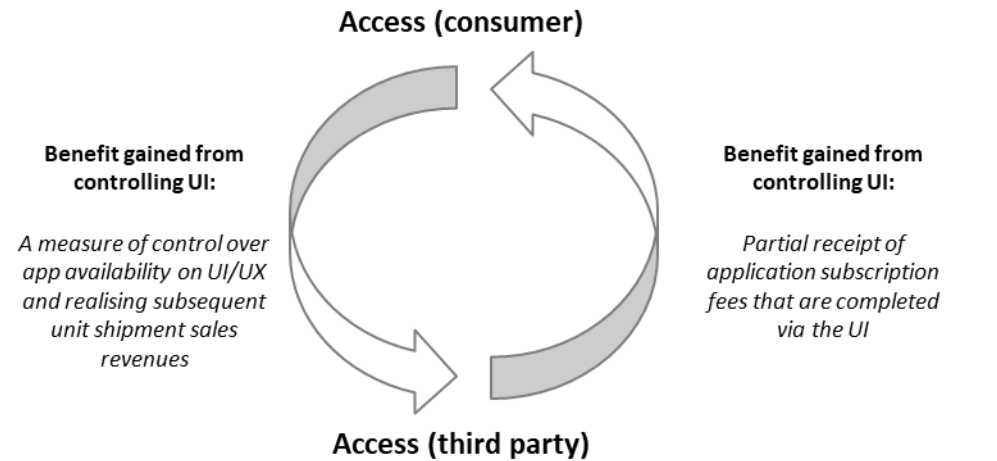 Access (consumer)
Benefit gained from
controlling UI:
A measure of control over
app availability on UI/UX
and realising subsequent
unit shipment sales
revenues
Benefit gained from
controlling UI:
Partial receipt of
application subscription
fees that are completed
via the UI
Access (third party)